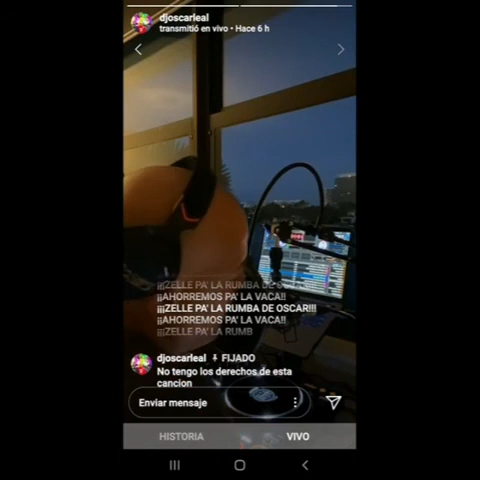 djoscarleal
transmitió en vivo • Hace 6 h
¡¡¡ZELLE PA' LA RUMBA DE
¡¡AHORREMOS PA' LA VACA!!
¡¡¡ZELLE PA' LA RUMBA DE OSCAR!!!
¡¡AHORREMOS PA' LA VACA!!
¡¡¡ZELLE PA' LA RUMB
djoscarleal FIJADO
No tengo los derechos de esta
cancion
Enviar mensaje
HISTORIA VIVO